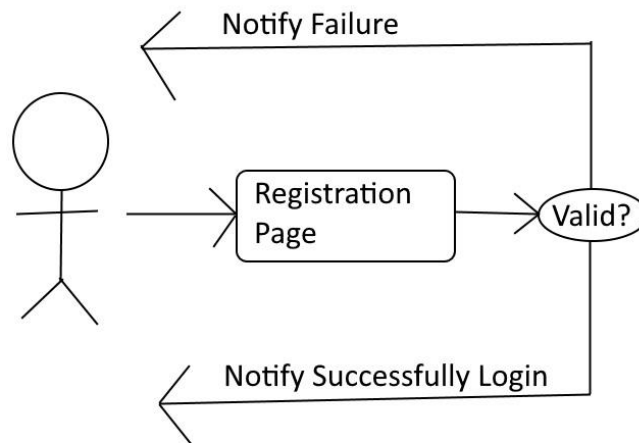 Notify Failure
Registration
Page
Valid?
Notify Successfully Login